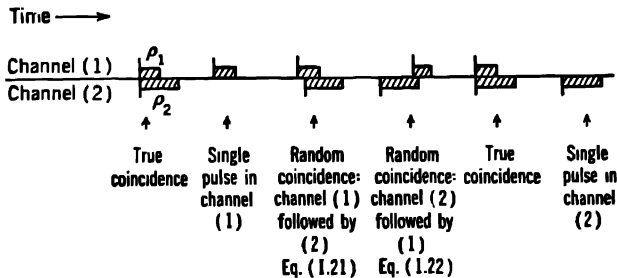 Time
Channel (1)
ρ1
Channel (2)
ρ2
True
coincidence
Single
pulse in
channel
(1)
Random
coincidence:
channel (1)
followed by
(2)
Eq. (1.21)
Random
coincidence:
channel (2)
followed by
(1)
Eq. (1.22)
True
coincidence
Single
pulse in
channel
(2)